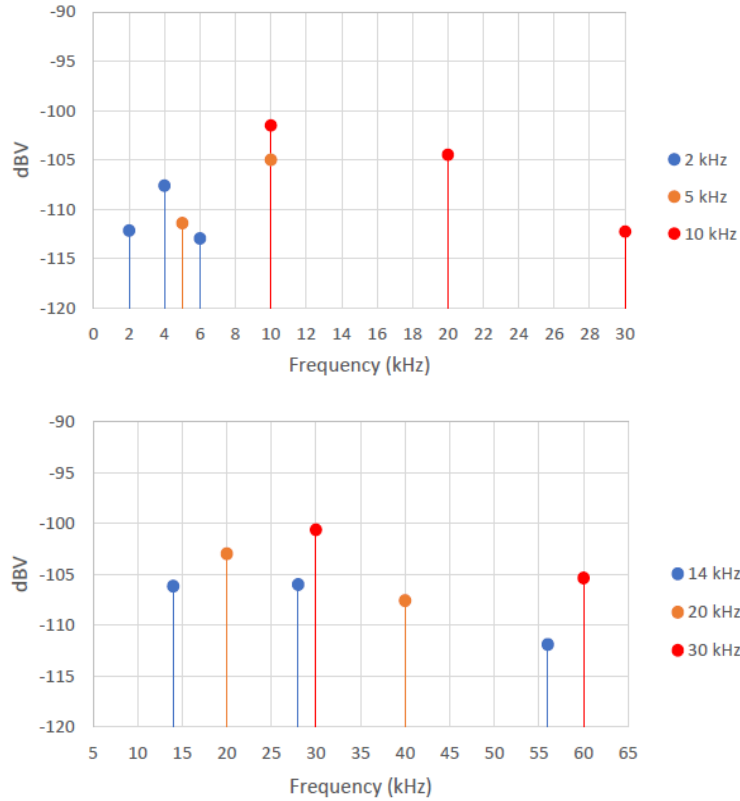 -90
-95
-100
-105
-110
-115
-120
dBV
0 2 4 6 8 10 12 14 16 18 20 22 24 26 28 30
Frequency (kHz)
2 kHz
5 kHz
10 kHz
-90
-95
-100
-105
-110
-115
-120
dBV
5 10 15 20 25 30 35 40 45 50 55 60 65
Frequency (kHz)
14 kHz
20 kHz
30 kHz